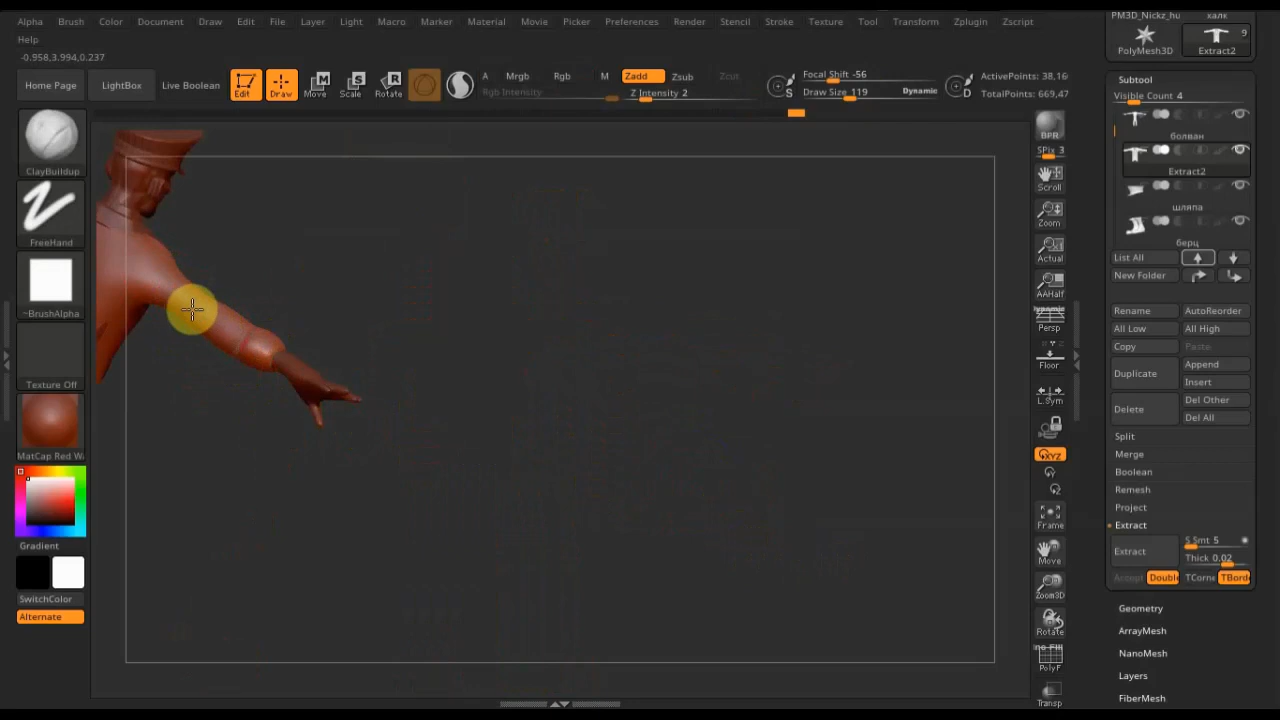 Alpha Brush Color Document Draw Edit File Layer Light Macro Marker Material Movie Picker Preferences Render Stencil Stroke Texture Tool Transform Zplugin Zscript
Help
-0.958,3.994,0.237
PM3D_Nickz_hu халк
PolyMesh3D Extract2
9
Home Page LightBox Live Boolean Edit Draw Move Scale Rotate
A Mrgb Rgb M Zadd Zsub Zcut
Rgb Intensity Z Intensity 2
Focal Shift -56
Draw Size 119 Dynamic
ActivePoints: 38,16
TotalPoints: 669,47
ClayBuildup
FreeHand
~BrushAlpha
Texture Off
MatCap Red W
Gradient
SwitchColor
Alternate
BPR
SPix 3
Scroll
Zoom
Actual
AAHalf
Dynamic
Persp
Floor
L.Sym
XYZ
Frame
Move
Zoom3D
Rotate
PolyF
Transp
Subtool
Visible Count 4
болван
Extract2
шляпа
берц
List All
New Folder
Rename AutoReorder
All Low All High
Copy Paste
Duplicate Append
Insert
Delete Del Other
Del All
Split
Merge
Boolean
Remesh
Project
Extract
Extract S Smt 5
Thick 0.02
Accept Doubl TCorne TBord
Geometry
ArrayMesh
NanoMesh
Layers
FiberMesh